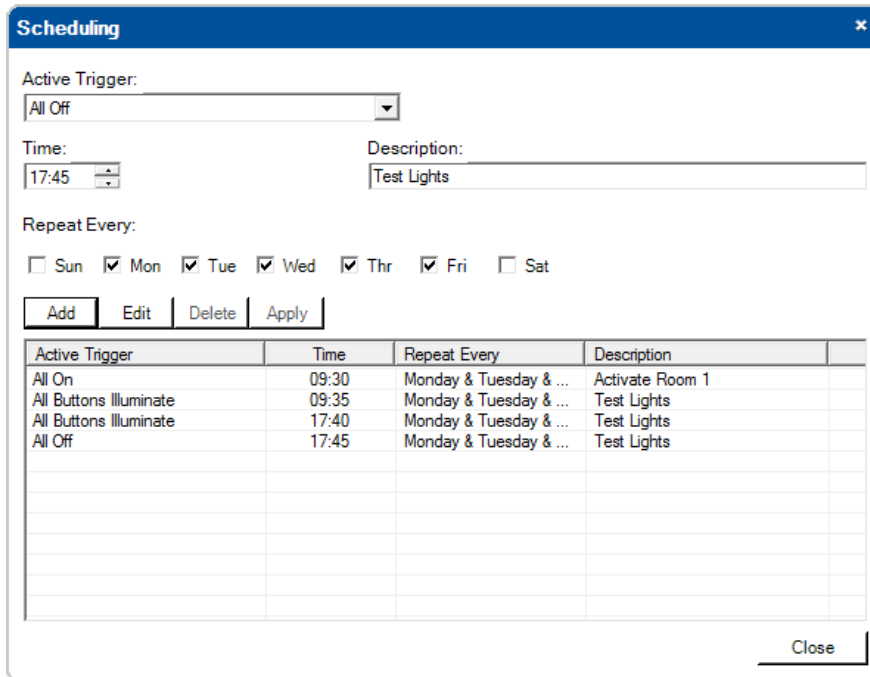 Scheduling ×
Active Trigger:
All Off
Time: Description:
17:45 Test Lights
Repeat Every:
Sun Mon Tue Wed Thr Fri Sat
Add Edit Delete Apply
Active Trigger Time Repeat Every Description
All On 09:30 Monday & Tuesday & ... Activate Room 1
All Buttons Illuminate 09:35 Monday & Tuesday & ... Test Lights
All Buttons Illuminate 17:40 Monday & Tuesday & ... Test Lights
All Off 17:45 Monday & Tuesday & ... Test Lights
Close